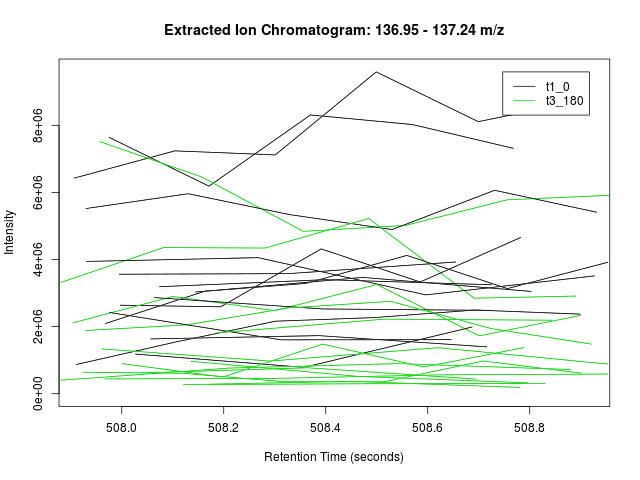 Extracted Ion Chromatogram: 136.95 - 137.24 m/z
t1_0
t3_180
Intensity
8e+06
6e+06
4e+06
2e+06
0e+00
508.0 508.2 508.4 508.6 508.8
Retention Time (seconds)